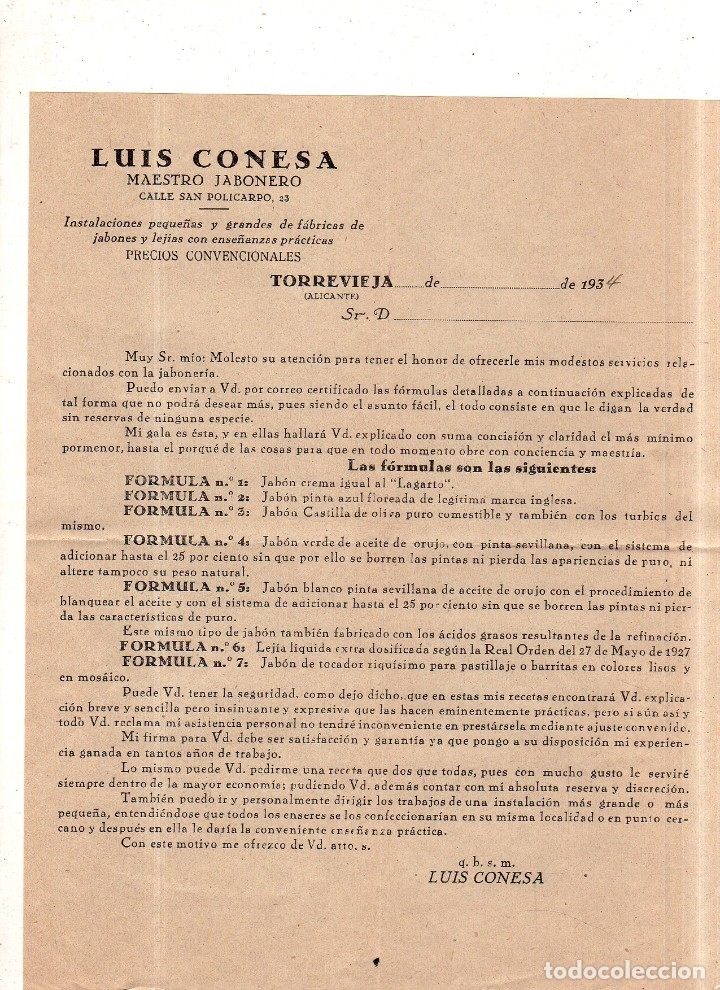 LUIS CONESA
MAESTRO JABONERO
CALLE SAN POLICARPO, 23
Instalaciones pequeñas y grandes de fábricas de
jabones y lejías con enseñanzas prácticas
PRECIOS CONVENCIONALES
TORREVIEJA ........ de ................................ de 1934
(ALICANTE)
Sr. D
Muy Sr. mío: Molesto su atención para tener el honor de ofrecerle mis modestos servicios rela-
cionados con la jabonería.
Puedo enviar a Vd. por correo certificado las fórmulas detalladas a continuación explicadas de
tal forma que no podrá desear más, pues siendo el asunto fácil, el todo consiste en que le digan la verdad
sin reservas de ninguna especie.
Mi gala es ésta, y en ellas hallará Vd. explicado con suma concisión y claridad el más mínimo
pormenor, hasta el porqué de las cosas para que en todo momento obre con conciencia y maestría.
Las fórmulas son las siguientes:
FORMULA n.º 1: Jabón crema igual al "Lagarto".
FORMULA n.º 2: Jabón pinta azul floreada de legítima marca inglesa.
FORMULA n.º 3: Jabón Castilla de oliva puro comestible y también con los turbios del
mismo.
FORMULA n.º 4: Jabón verde de aceite de orujo, con pinta sevillana, con el sistema de
adicionar hasta el 25 por ciento sin que por ello se borren las pintas ni pierda las apariencias de puro, ni
altere tampoco su peso natural.
FORMULA n.º 5: Jabón blanco pinta sevillana de aceite de orujo con el procedimiento de
blanquear el aceite y con el sistema de adicionar hasta el 25 por ciento sin que se borren las pintas ni pier-
da las características de puro.
Este mismo tipo de jabón también fabricado con los ácidos grasos resultantes de la refinación.
FORMULA n.º 6: Lejía líquida extra dosificada según la Real Orden del 27 de Mayo de 1927
FORMULA n.º 7: Jabón de tocador riquísimo para pastillaje o barritas en colores lisos y
en mosáico.
Puede Vd. tener la seguridad, como dejo dicho, que en estas mis recetas encontrará Vd. explica-
ción breve y sencilla pero insinuante y expresiva que las hacen eminentemente prácticas, pero si aún así y
todo Vd. reclama mi asistencia personal no tendré inconveniente en prestársela mediante ajuste convenido.
Mi firma para Vd. debe ser satisfacción y garantía ya que pongo a su disposición mi experien-
cia ganada en tantos años de trabajo.
Lo mismo puede Vd. pedirme una receta que dos que todas, pues con mucho gusto le serviré
siempre dentro de la mayor economía; pudiendo Vd. además contar con mi absoluta reserva y discreción.
También puedo ir y personalmente dirigir los trabajos de una instalación más grande o más
pequeña, entendiéndose que todos los enseres se los confeccionarían en su misma localidad o en punto cer-
cano y después en ella le daría la conveniente enseñanza práctica.
Con este motivo me ofrezco de Vd. atto. s.
q. b. s. m.
LUIS CONESA
todocoleccion.net